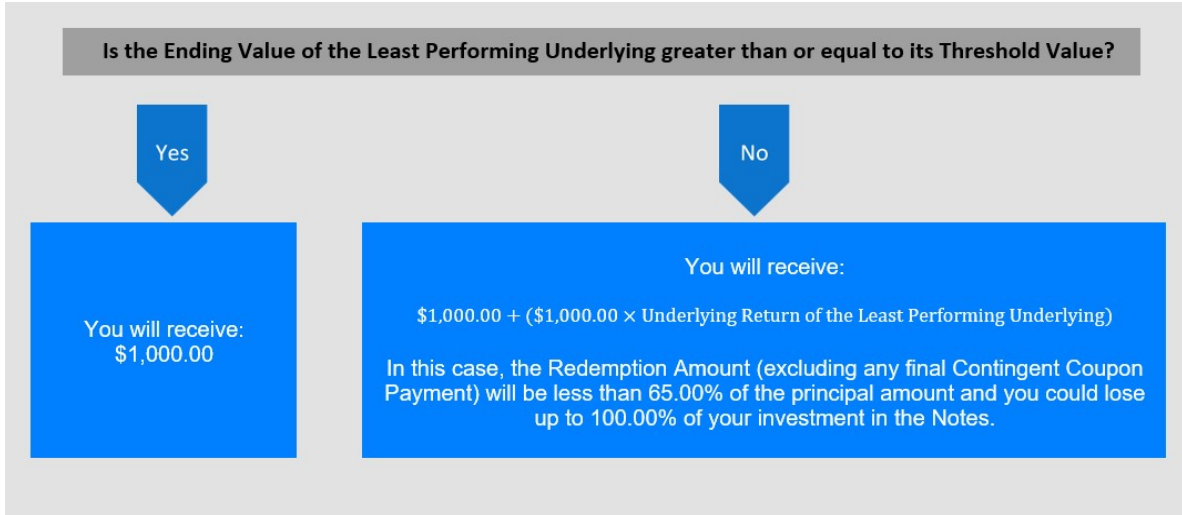 Is the Ending Value of the Least Performing Underlying greater than or equal to its Threshold Value?
Yes
No
You will receive:
$1,000.00
You will receive:
$1,000.00 + ($1,000.00 × Underlying Return of the Least Performing Underlying)
In this case, the Redemption Amount (excluding any final Contingent Coupon
Payment) will be less than 65.00% of the principal amount and you could lose
up to 100.00% of your investment in the Notes.